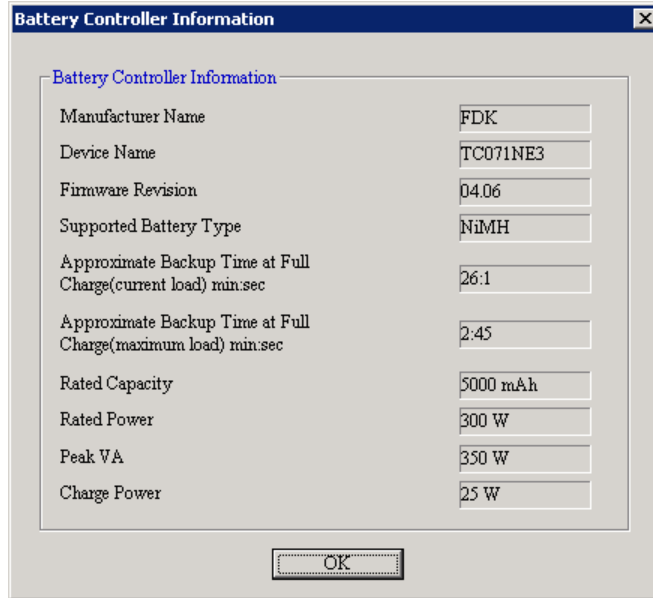 Battery Controller Information
Battery Controller Information
Manufacturer Name FDK
Device Name TC071NE3
Firmware Revision 04.06
Supported Battery Type NiMH
Approximate Backup Time at Full
Charge(current load) min:sec 26:1
Approximate Backup Time at Full
Charge(maximum load) min:sec 2:45
Rated Capacity 5000 mAh
Rated Power 300 W
Peak VA 350 W
Charge Power 25 W
OK